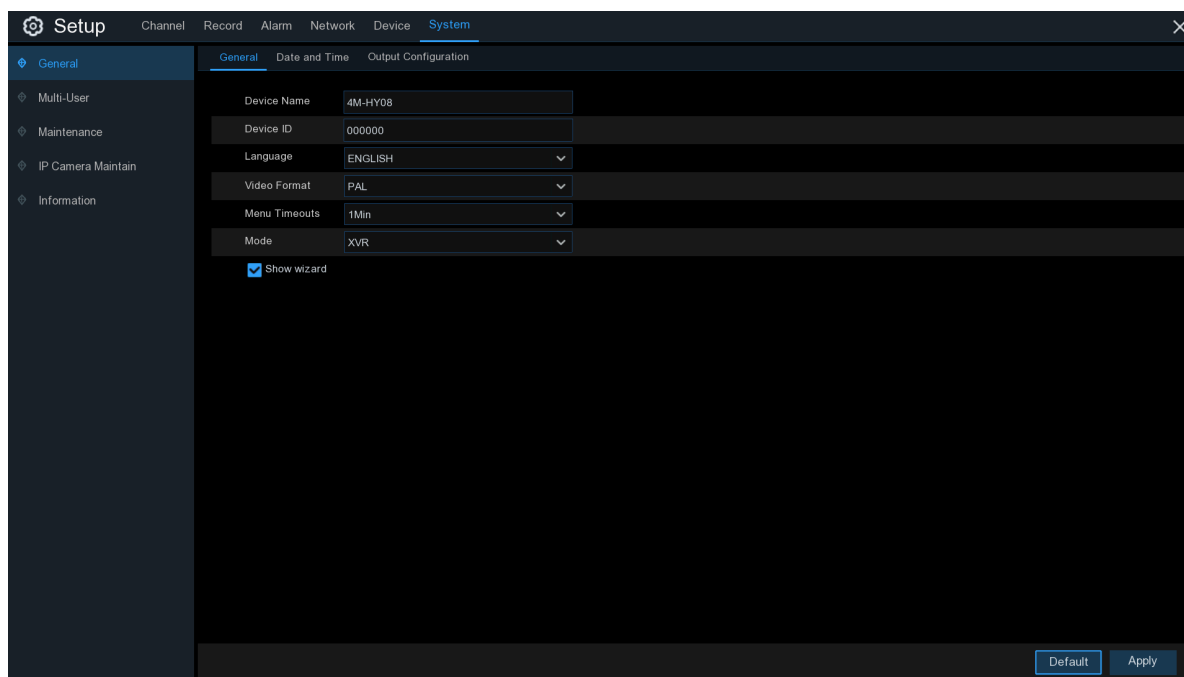 Setup Channel Record Alarm Network Device System
General
Multi-User
Maintenance
IP Camera Maintain
Information
General Date and Time Output Configuration
Device Name 4M-HY08
Device ID 000000
Language ENGLISH
Video Format PAL
Menu Timeouts 1Min
Mode XVR
Show wizard
Default Apply